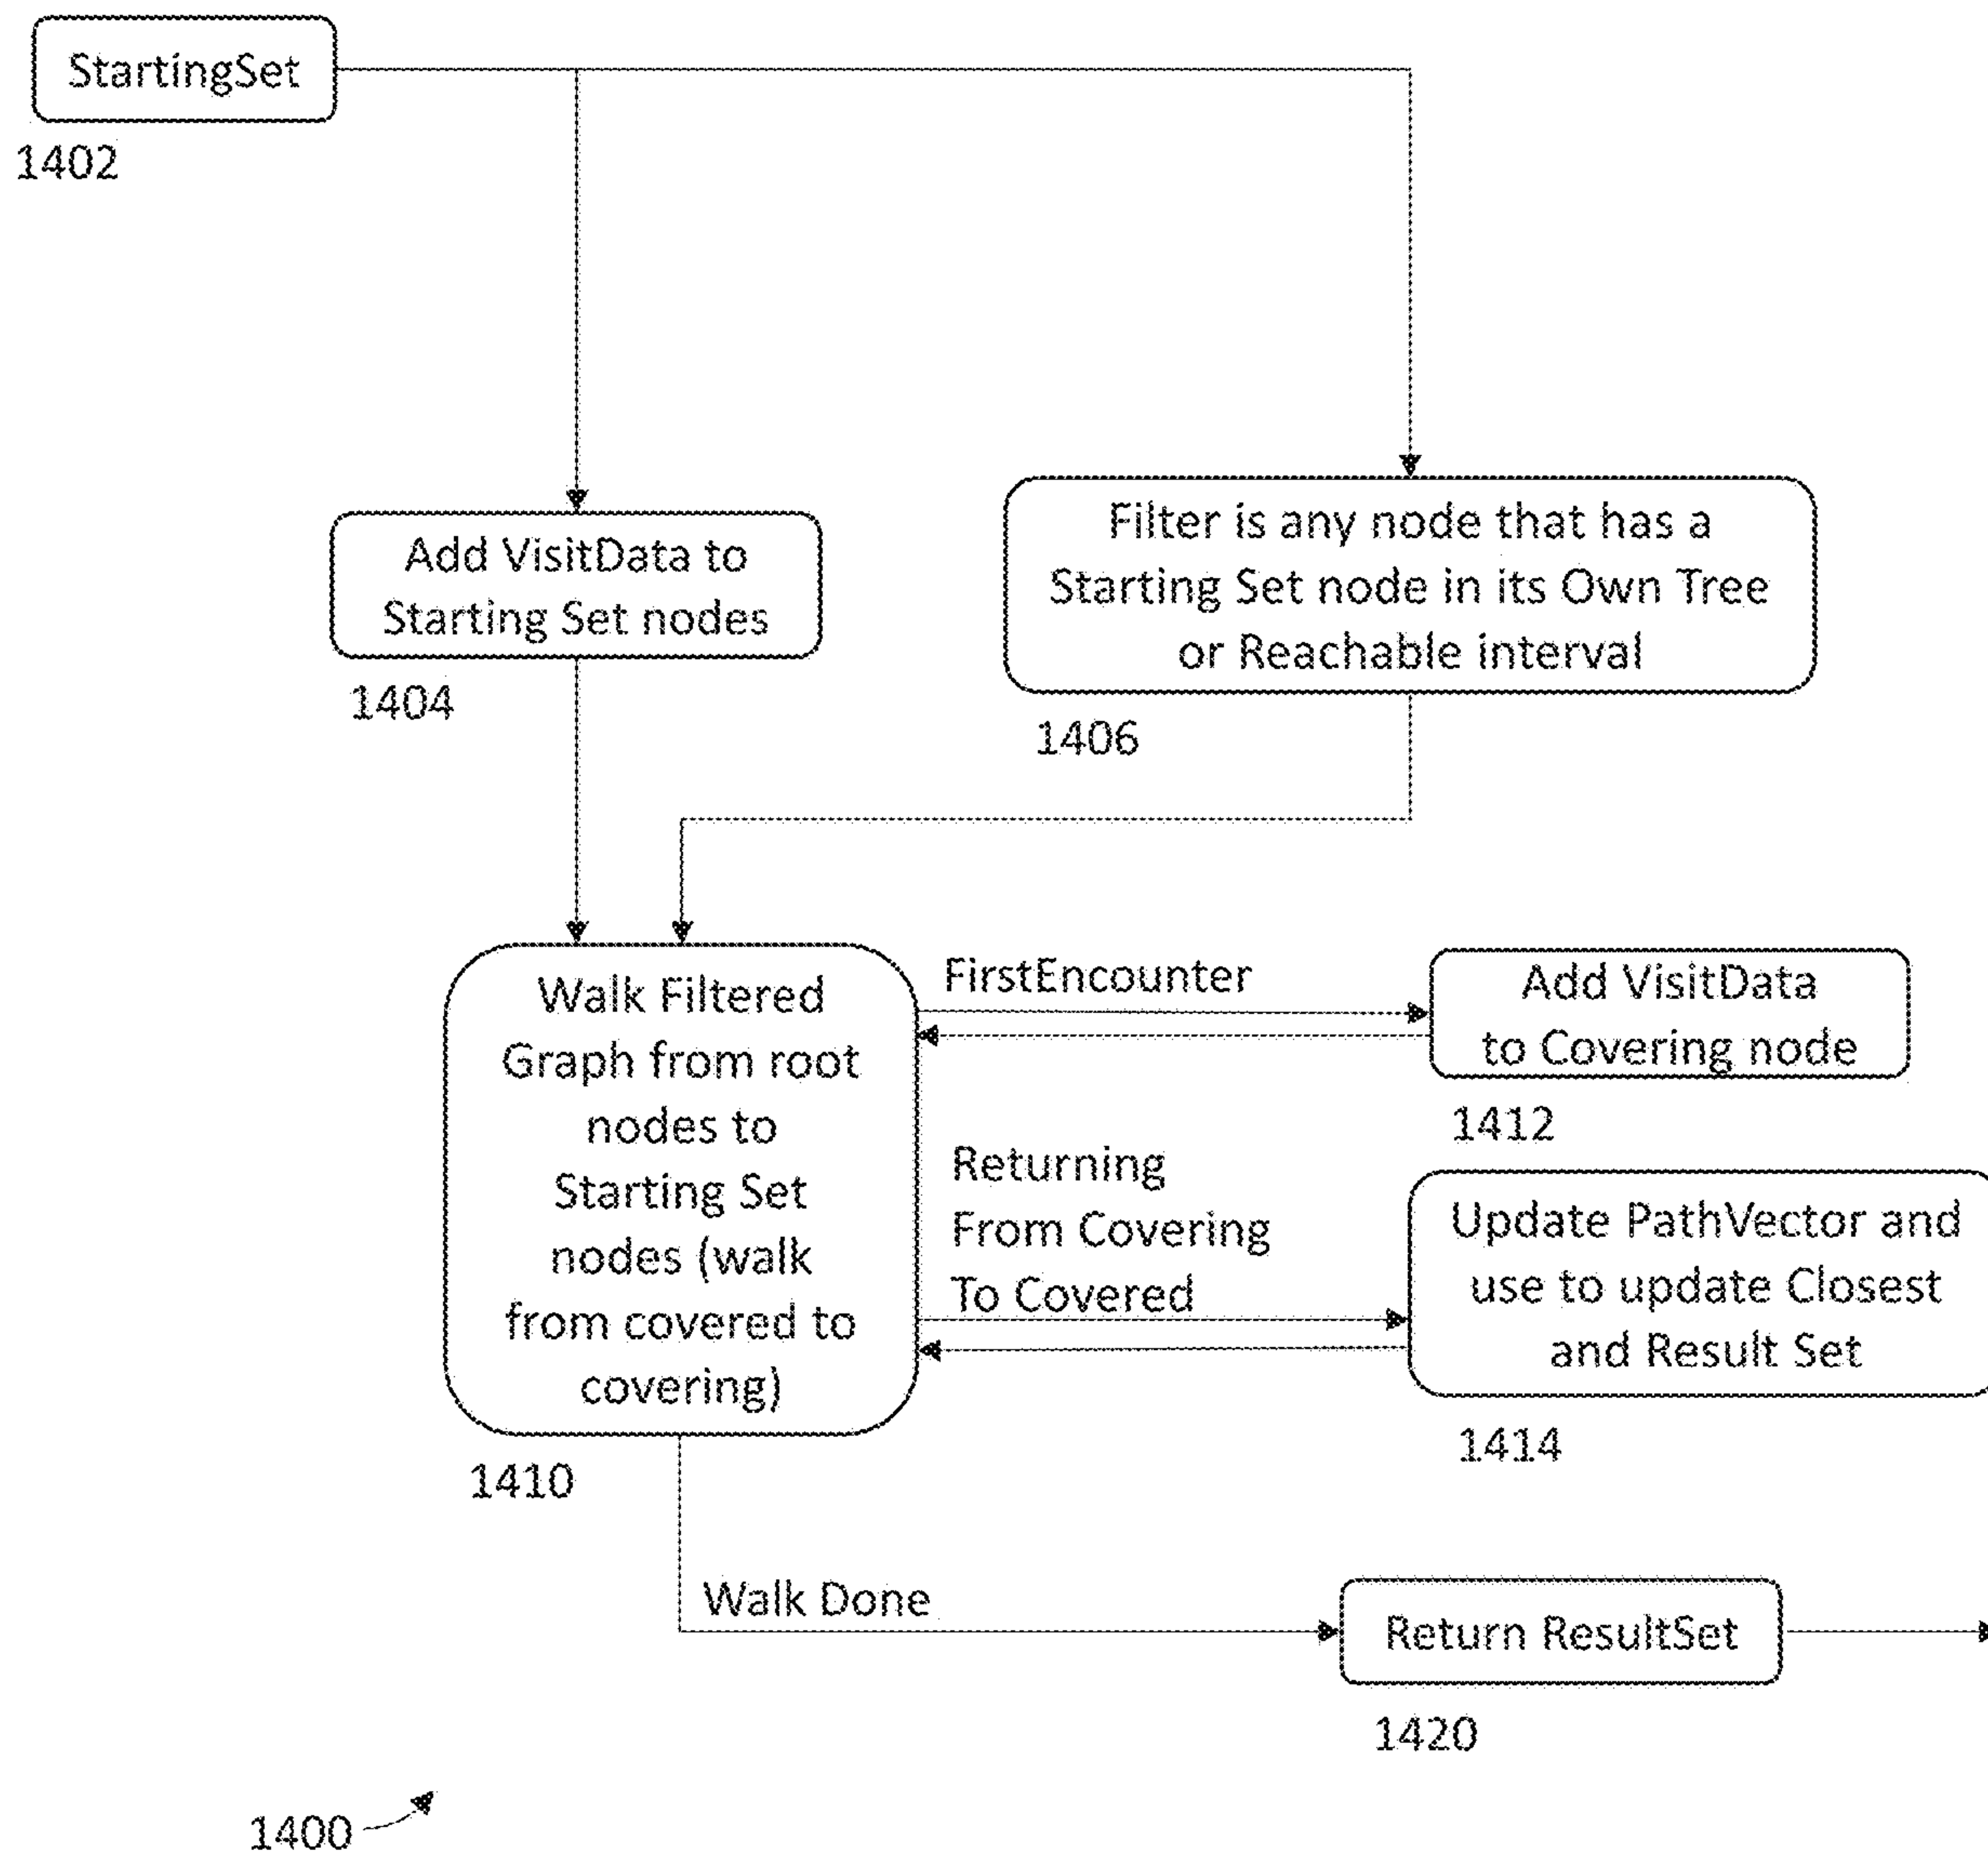 StartingSet
1402
Add VisitData to
Starting Set nodes
1404
Filter is any node that has a
Starting Set node in its Own Tree
or Reachable interval
1406
Walk Filtered
Graph from root
nodes to
Starting Set
nodes (walk
from covered to
covering)
1410
FirstEncounter
Add VisitData
to Covering node
1412
Returning
From Covering
To Covered
Update PathVector and
use to update Closest
and Result Set
1414
Walk Done
Return ResultSet
1420
1400